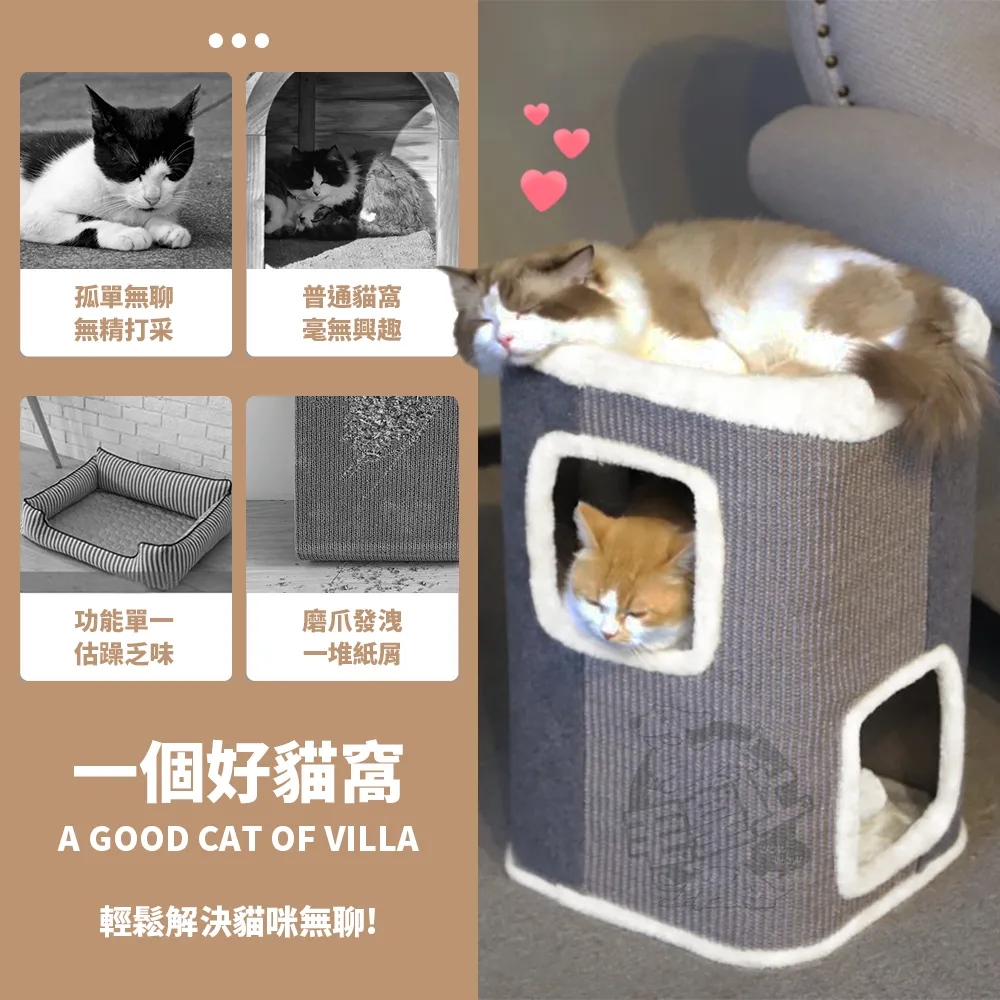 孤單無聊
無精打采
普通貓窩
毫無興趣
功能單一
估躁乏味
磨爪發洩
一堆紙屑
一個好貓窩
A GOOD CAT OF VILLA
輕鬆解決貓咪無聊!